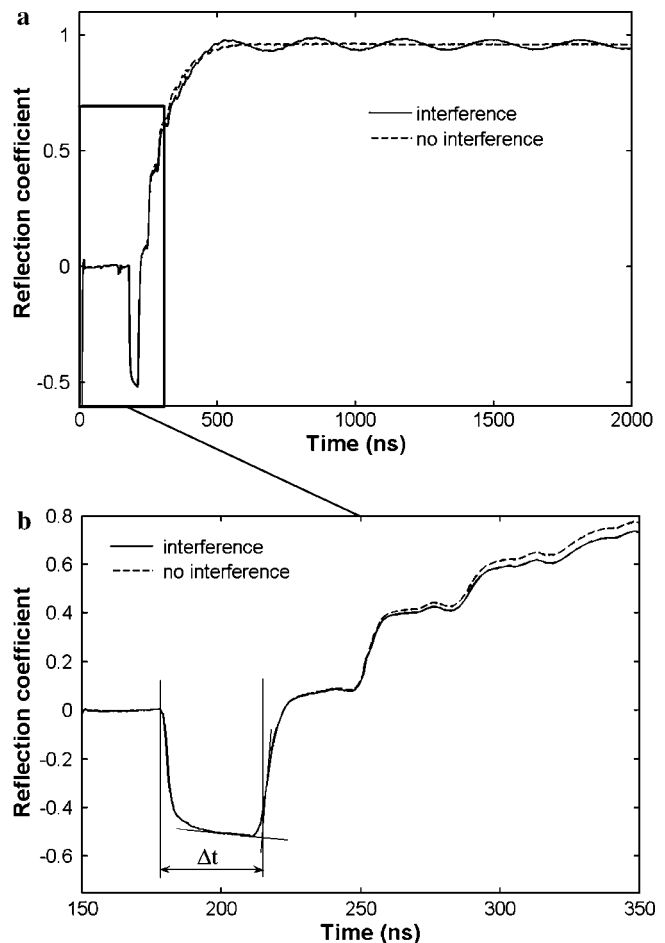 a
1
0.5
0
-0.5
Reflection coefficient
interference
no interference
0 500 1000 1500 2000
Time (ns)
b
0.8
0.6
0.4
0.2
0
-0.2
-0.4
-0.6
Reflection coefficient
interference
no interference
Δt
150 200 250 300 350
Time (ns)